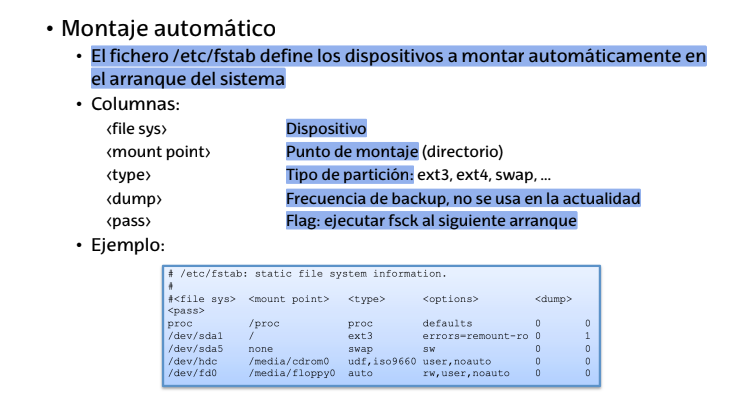 • Montaje automático
• El fichero /etc/fstab define los dispositivos a montar automáticamente en
el arranque del sistema
• Columnas:
‹file sys› Dispositivo
‹mount point› Punto de montaje (directorio)
‹type› Tipo de partición: ext3, ext4, swap, ...
‹dump› Frecuencia de backup, no se usa en la actualidad
‹pass› Flag: ejecutar fsck al siguiente arranque
• Ejemplo:
# /etc/fstab: static file system information.
#
#<file sys> <mount point> <type> <options> <dump>
<pass>
proc /proc proc defaults 0 0
/dev/sda1 / ext3 errors=remount-ro 0 1
/dev/sda5 none swap sw 0 0
/dev/hdc /media/cdrom0 udf,iso9660 user,noauto 0 0
/dev/fd0 /media/floppy0 auto rw,user,noauto 0 0